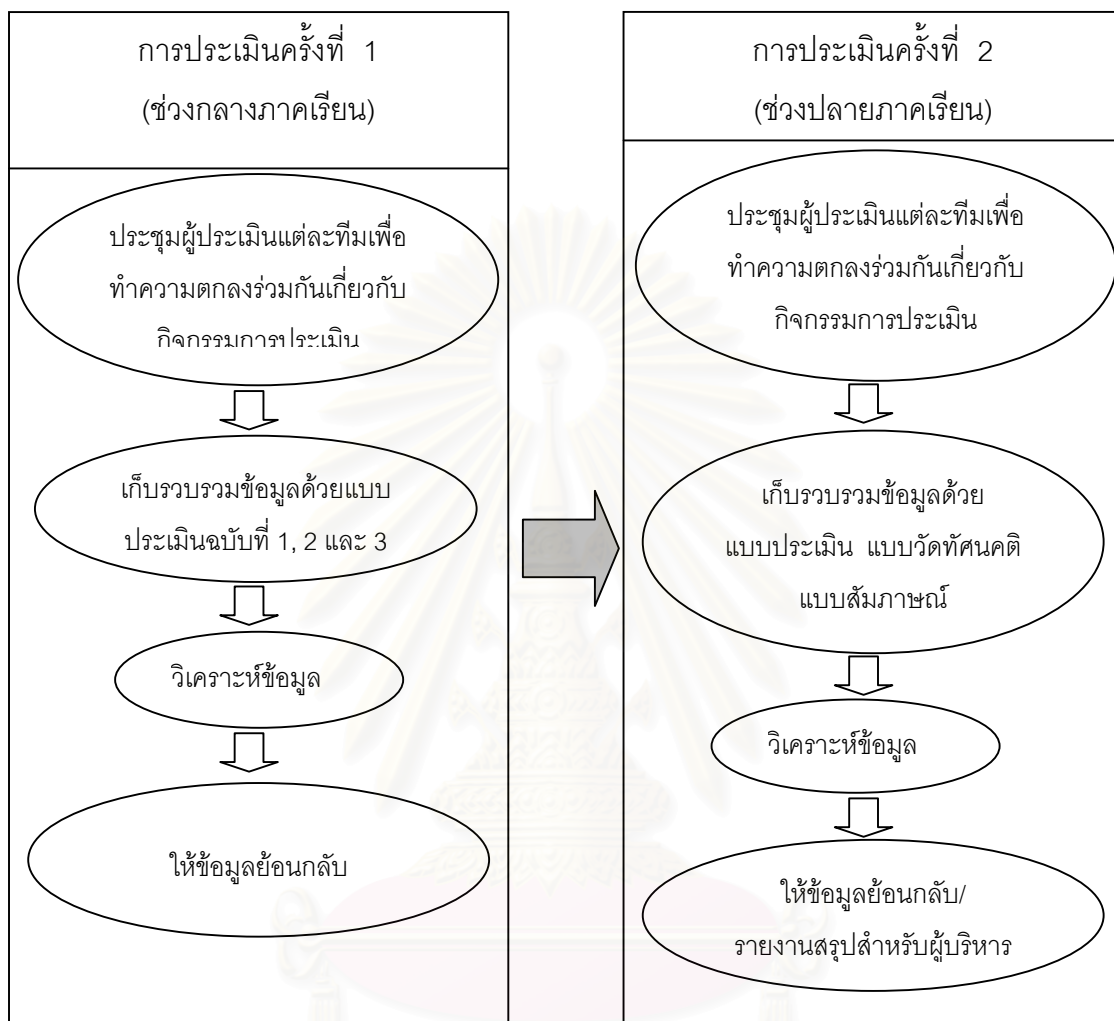 การประเมินครั้งที่ 1
(ช่วงกลางภาคเรียน)
ประชุมผู้ประเมินแต่ละทีมเพื่อ
ทำความตกลงร่วมกันเกี่ยวกับ
กิจกรรมการประเมิน
เก็บรวบรวมข้อมูลด้วยแบบ
ประเมินฉบับที่ 1, 2 และ 3
วิเคราะห์ข้อมูล
ให้ข้อมูลย้อนกลับ
การประเมินครั้งที่ 2
(ช่วงปลายภาคเรียน)
ประชุมผู้ประเมินแต่ละทีมเพื่อ
ทำความตกลงร่วมกันเกี่ยวกับ
กิจกรรมการประเมิน
เก็บรวบรวมข้อมูลด้วย
แบบประเมิน แบบวัดทัศนคติ
แบบสัมภาษณ์
วิเคราะห์ข้อมูล
ให้ข้อมูลย้อนกลับ/
รายงานสรุปสำหรับผู้บริหาร